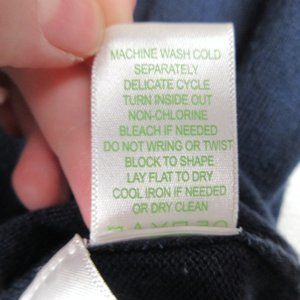 MACHINE WASH COLD
SEPARATELY
DELICATE CYCLE
TURN INSIDE OUT
NON-CHLORINE
BLEACH IF NEEDED
DO NOT WRING OR TWIST
BLOCK TO SHAPE
LAY FLAT TO DRY
COOL IRON IF NEEDED
OR DRY CLEAN